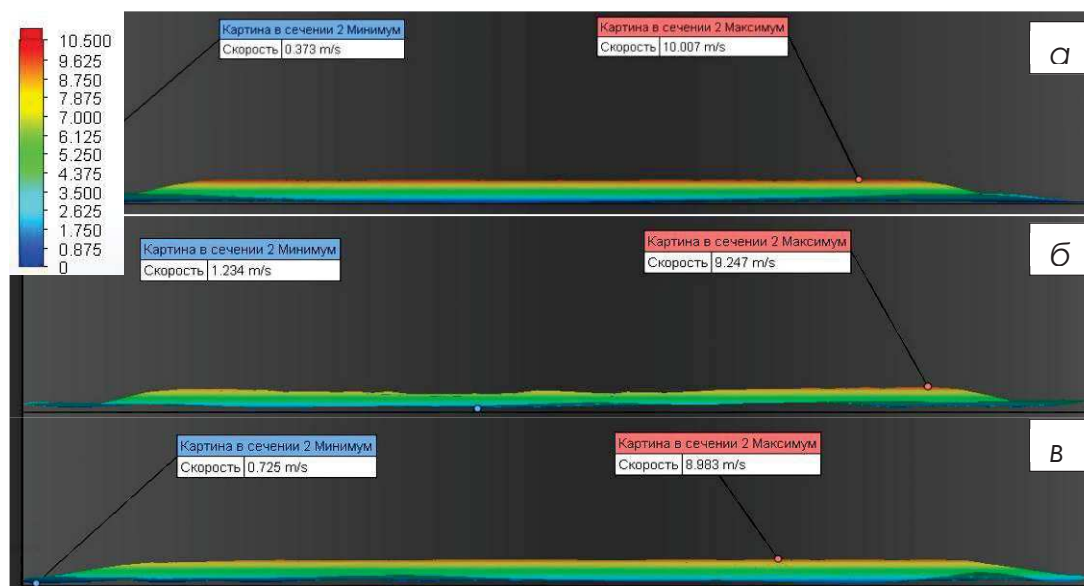 10.500
9.625
8.750
7.875
7.000
6.125
5.250
4.375
3.500
2.625
1.750
0.875
0
Картина в сечении 2 Минимум
Скорость 0.373 m/s
Картина в сечении 2 Максимум
Скорость 10.007 m/s
а
Картина в сечении 2 Минимум
Скорость 1.234 m/s
Картина в сечении 2 Максимум
Скорость 9.247 m/s
б
Картина в сечении 2 Минимум
Скорость 0.725 m/s
Картина в сечении 2 Максимум
Скорость 8.983 m/s
в